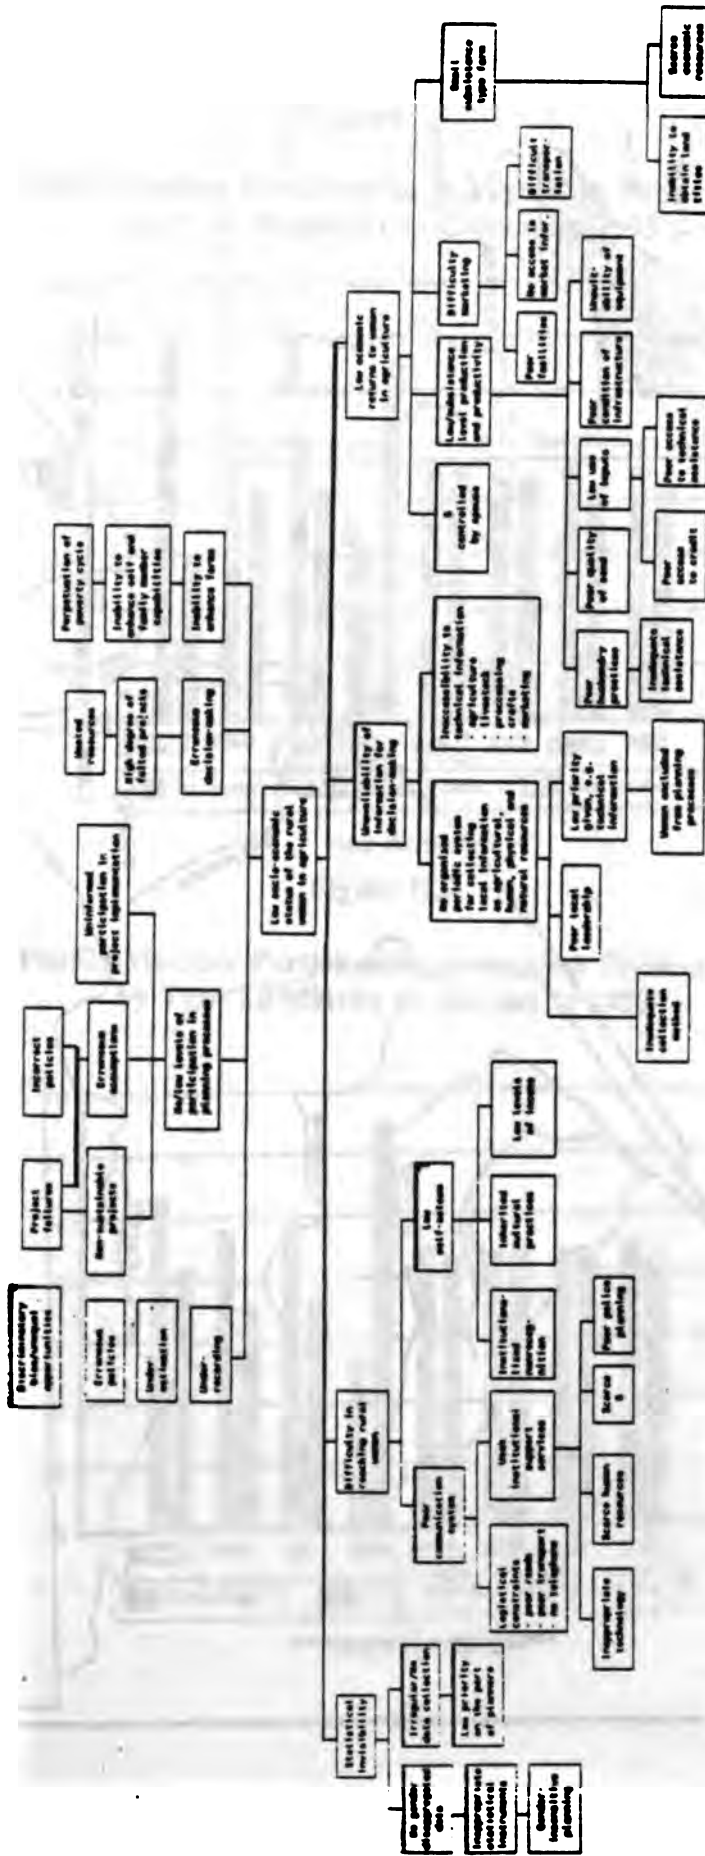 Discriminatory
bias/unequal
opportunities
Erroneous
policies
Under-
estimation
Under-
recording
Project
failures
Incorrect
policies
Non-sustainable
projects
Erroneous
assumptions
Uninformed
participation in
project implementation
No/low levels of
participation in
planning processes
Wasted
resources
High degree of
failed projects
Erroneous
decision-making
Perpetuation of
poverty cycle
Inability to
enhance self and
family member
capabilities
Inability to
enhance farms
Low socio-economic
status of the rural
women in agriculture
Statistical
invisibility
Difficulty in
reaching rural
women
Unavailability of
information for
decision-making
Low economic
returns to women
in agriculture
No gender
disaggregated
data
Inappropriate
statistical
instruments
Gender-
insensitive
planning
Irregular/No
data collection
Low priority
on the part
of planners
Poor
communication
system
Low
self-esteem
Logistical
constraints
- poor roads
- poor transport
- no telephone
Weak
institutional
support
services
Institutiona-
lized
nonrecog-
nition
Inherited
cultural
practices
Low levels
of income
Inappropriate
technology
Scarce human
resources
Scarce
$
Poor police
planning
No organised
periodic system
for collecting
local information
on agricultural,
human, physical and
natural resources
Inaccessibility to
technical information
- agriculture
- livestock
- processing
- crafts
- marketing
Inadequate
collection
method
Poor local
leadership
Low priority
given, e.g.
technical
information
Women excluded
from planning
processes
$
controlled
by spouse
Low/subsistence
level production
and productivity
Difficulty
marketing
Small
subsistence
type farm
Poor
facilities
No access to
market infor.
Difficult
transpor-
tation
Poor
husbandry
practices
Poor quality
of seed
Low use
of inputs
Poor
condition of
infrastructure
Unsuit-
ability of
equipment
Inadequate
technical
assistance
Poor
access
to credit
Poor access
to technical
assistance
Inability to
obtain land
titles
Scarce
economic
resources